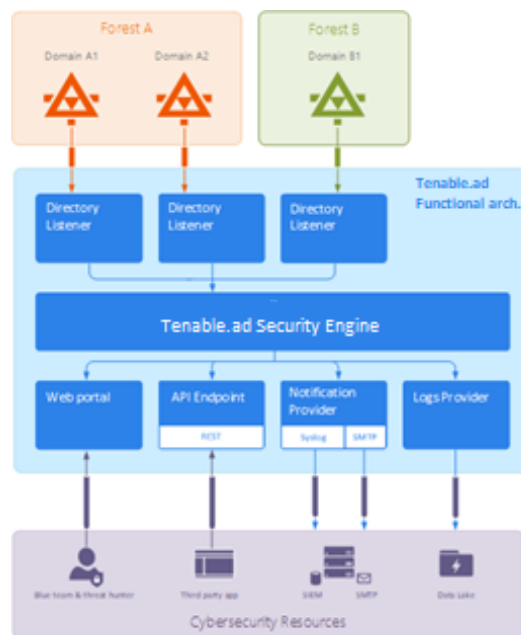 Forest A
Forest B
Domain A1
Domain A2
Domain B1
Tenable.ad
Functional arch.
Directory
Listener
Directory
Listener
Directory
Listener
Tenable.ad Security Engine
Web portal
API Endpoint
REST
Notification
Provider
Syslog
SMTP
Logs Provider
Blue team & threat hunter
Third party app
SIEM
SMTP
Data Lake
Cybersecurity Resources